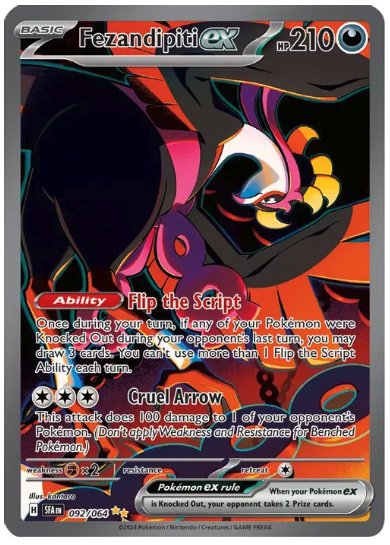 BASIC Fezandipiti ex HP 210
Ability Flip the Script
Once during your turn, if any of your Pokémon were
Knocked Out during your opponent's last turn, you may
draw 3 cards. You can't use more than 1 Flip the Script
Ability each turn.
Cruel Arrow
This attack does 100 damage to 1 of your opponent's
Pokémon. (Don't apply Weakness and Resistance for Benched
Pokémon.)
weakness ×2 resistance retreat
Illus. kantaro
Pokémon ex rule When your Pokémon ex
is Knocked Out, your opponent takes 2 Prize cards.
H SFA EN 092/064
©2024 Pokémon / Nintendo / Creatures / GAME FREAK